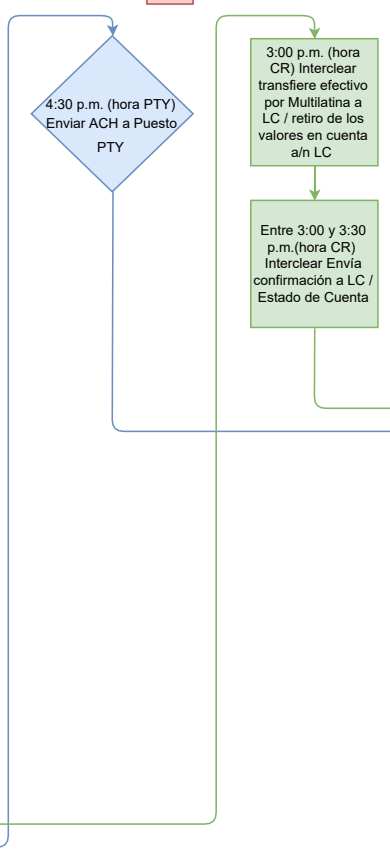 4:30 p.m. (hora PTY)
Enviar ACH a Puesto
PTY
3:00 p.m. (hora
CR) Interclear
transfiere efectivo
por Multilatina a
LC / retiro de los
valores en cuenta
a/n LC
Entre 3:00 y 3:30
p.m.(hora CR)
Interclear Envía
confirmación a LC /
Estado de Cuenta